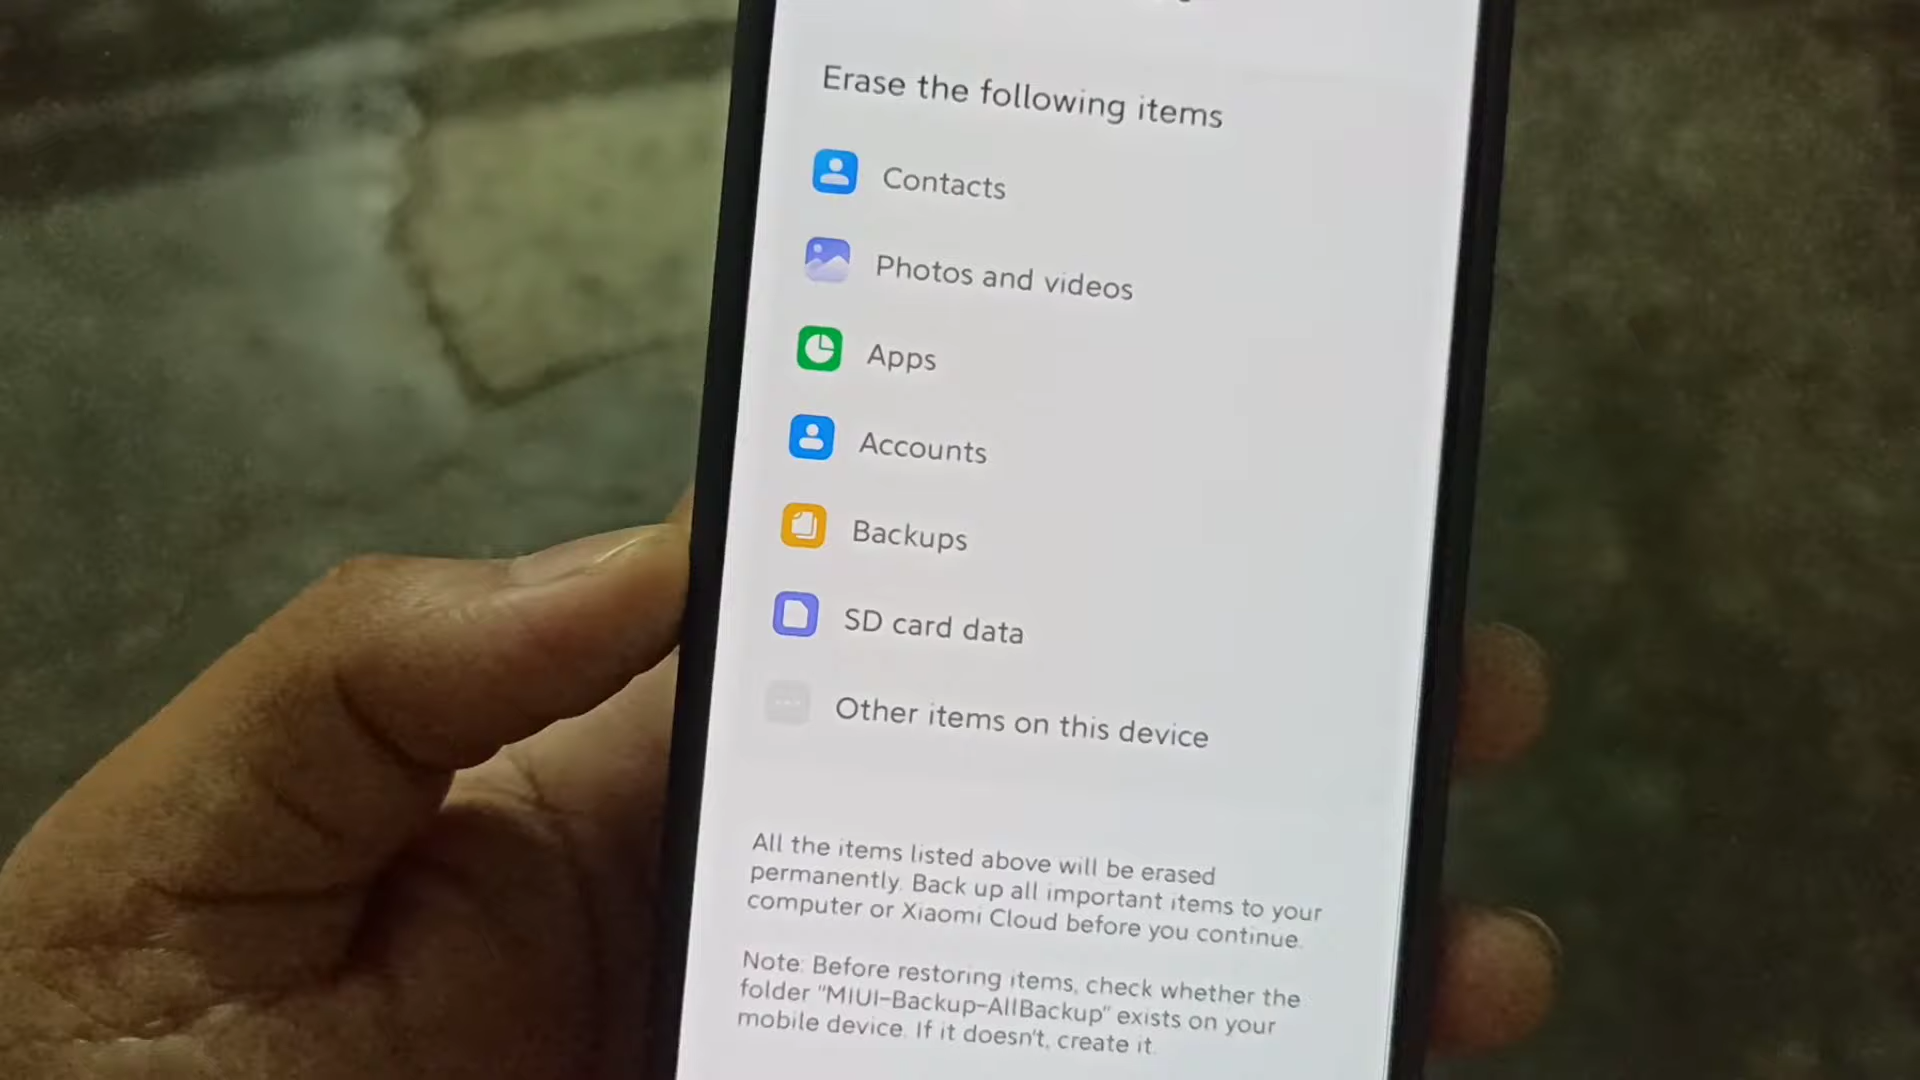 Erase the following items
Contacts
Photos and videos
Apps
Accounts
Backups
SD card data
Other items on this device
All the items listed above will be erased
permanently. Back up all important items to your
computer or Xiaomi Cloud before you continue.
Note: Before restoring items, check whether the
folder "MIUI-Backup-AllBackup" exists on your
mobile device. If it doesn't, create it.